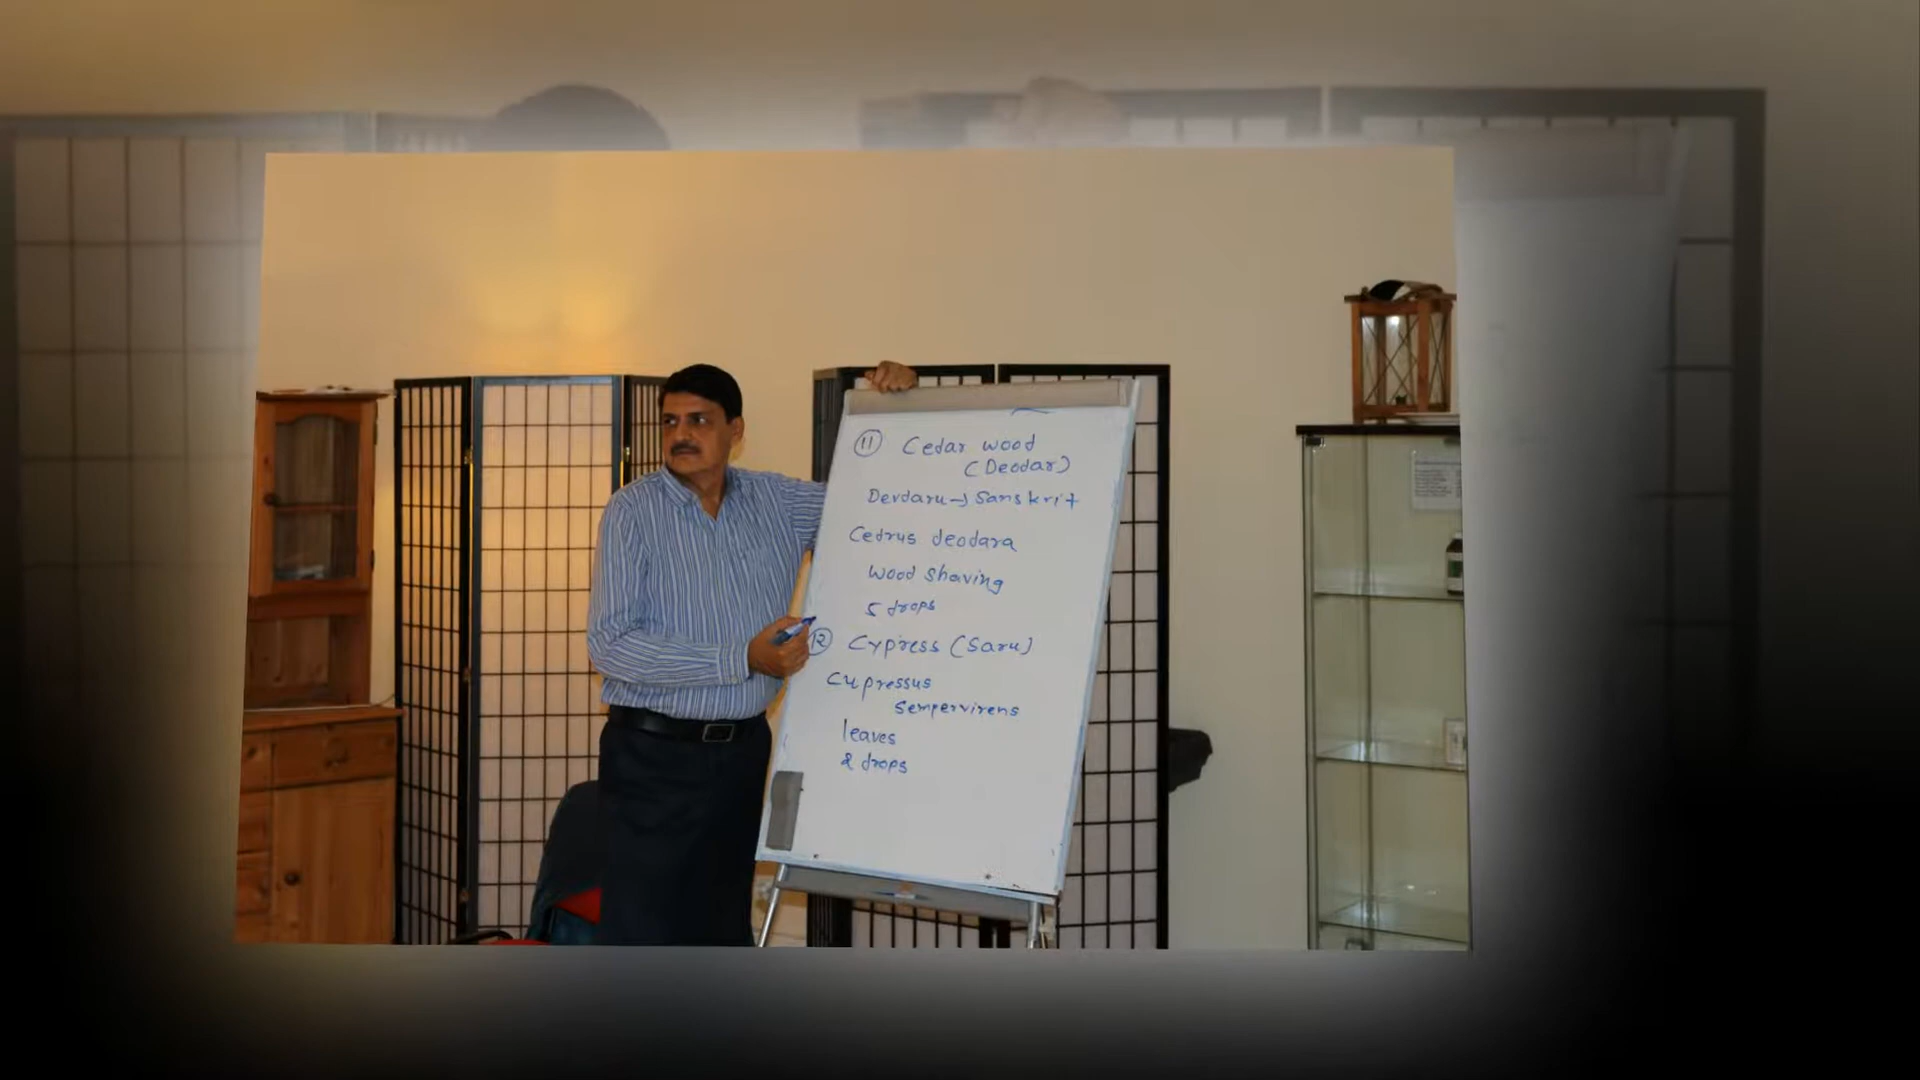 11 Cedar wood
(Deodar)
Devdaru → Sanskrit
Cedrus deodara
wood shaving
5 drops
12 Cypress (Saru)
Cupressus
Sempervirens
leaves
2 drops